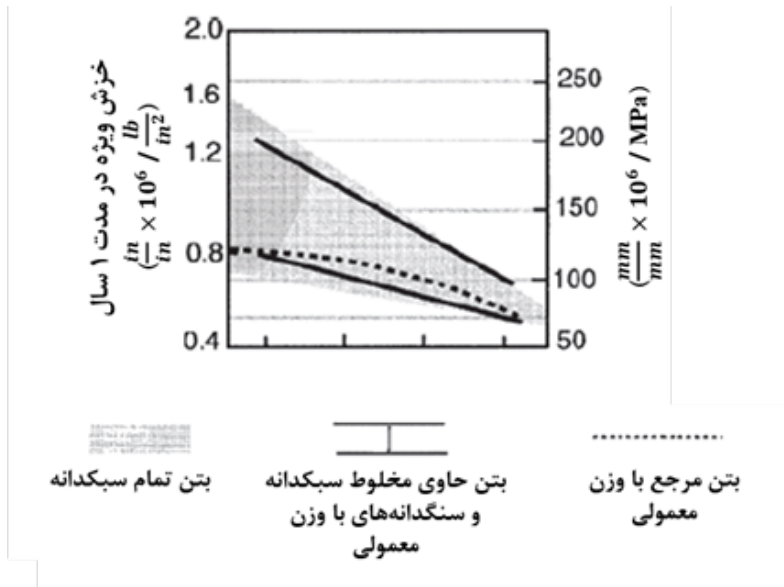 خزش ویژه در مدت ۱ سال
(in/in × 10⁶ / lb/in²)
2.0
1.6
1.2
0.8
0.4
250
200
150
100
50
(mm/mm × 10⁶ / MPa)
بتن تمام سبکدانه
بتن حاوی مخلوط سبکدانه
و سنگدانه‌های با وزن
معمولی
بتن مرجع با وزن
معمولی